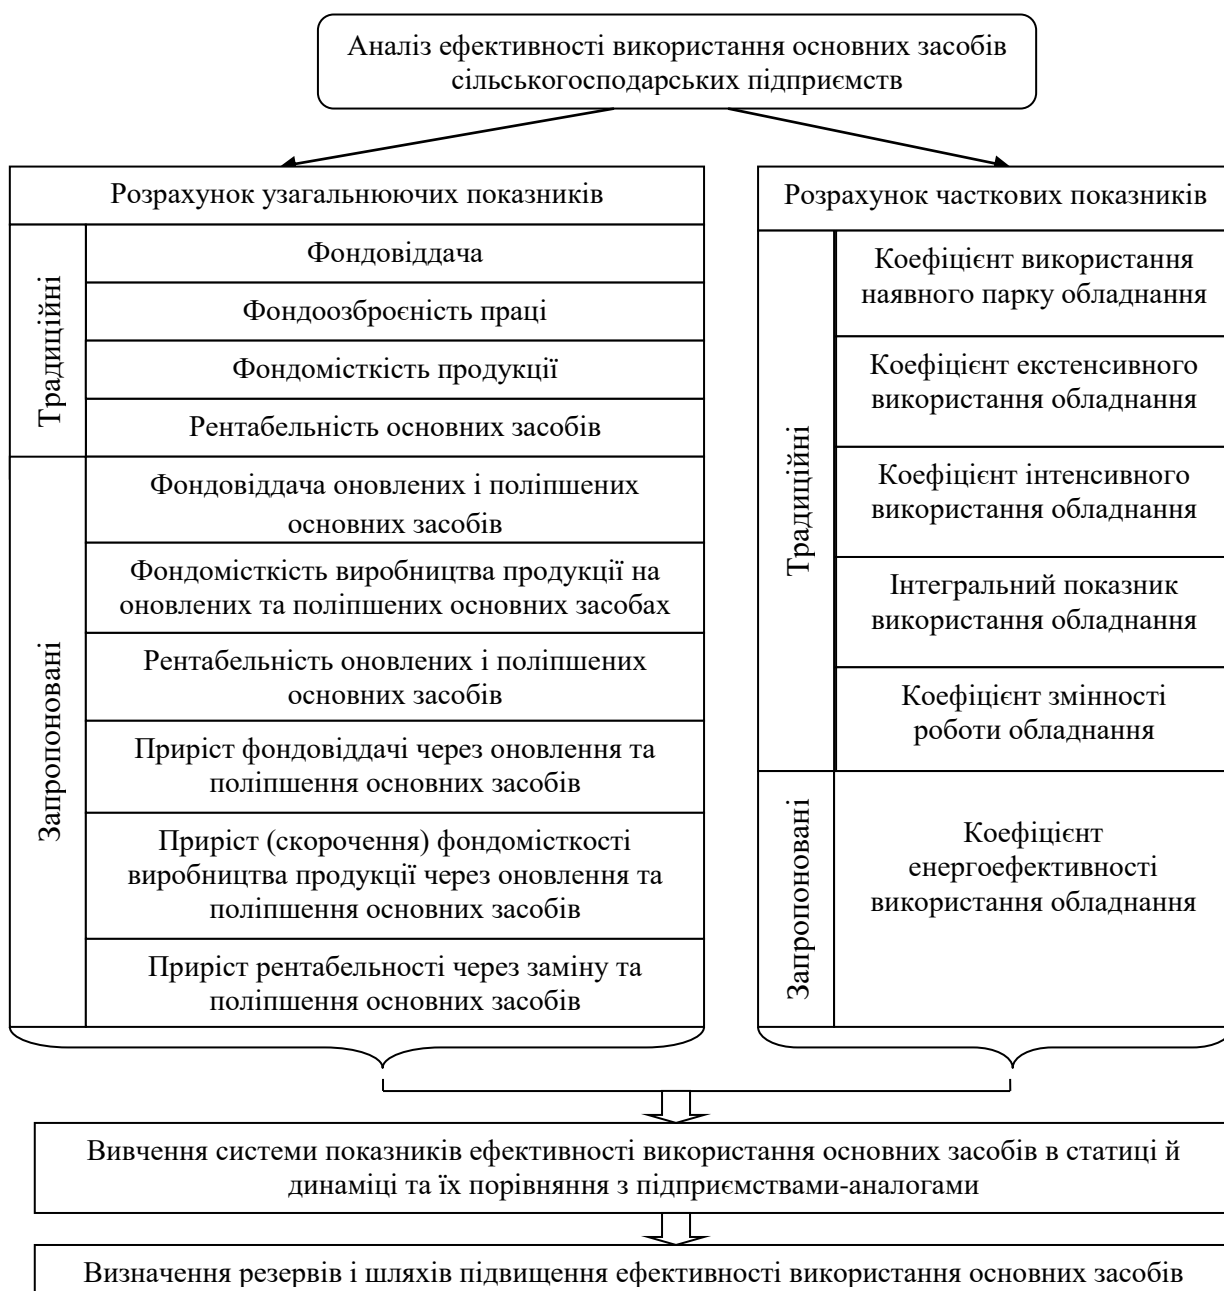 Аналіз ефективності використання основних засобів
сільськогосподарських підприємств
Розрахунок узагальнюючих показників
Традиційні
Фондовіддача
Фондоозброєність праці
Фондомісткість продукції
Рентабельність основних засобів
Запропоновані
Фондовіддача оновлених і поліпшених
основних засобів
Фондомісткість виробництва продукції на
оновлених та поліпшених основних засобах
Рентабельність оновлених і поліпшених
основних засобів
Приріст фондовіддачі через оновлення та
поліпшення основних засобів
Приріст (скорочення) фондомісткості
виробництва продукції через оновлення та
поліпшення основних засобів
Приріст рентабельності через заміну та
поліпшення основних засобів
Розрахунок часткових показників
Традиційні
Коефіцієнт використання
наявного парку обладнання
Коефіцієнт екстенсивного
використання обладнання
Коефіцієнт інтенсивного
використання обладнання
Інтегральний показник
використання обладнання
Коефіцієнт змінності
роботи обладнання
Запропоновані
Коефіцієнт
енергоефективності
використання обладнання
Вивчення системи показників ефективності використання основних засобів в статиці й
динаміці та їх порівняння з підприємствами-аналогами
Визначення резервів і шляхів підвищення ефективності використання основних засобів